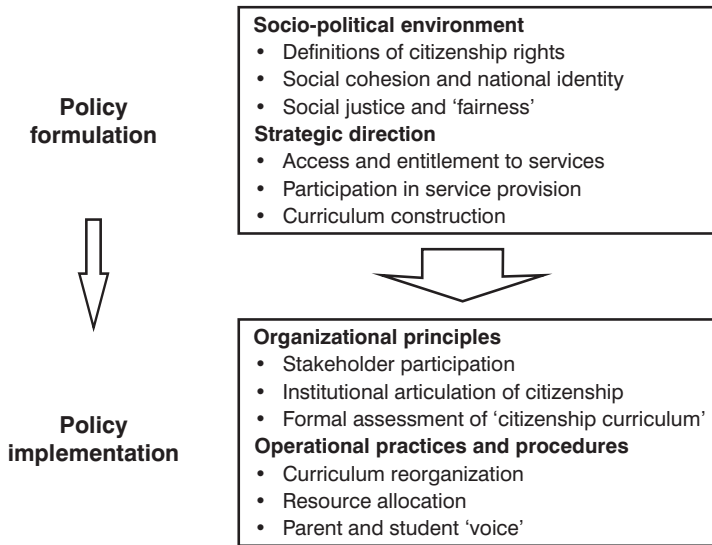 Policy
formulation
Socio-political environment
• Definitions of citizenship rights
• Social cohesion and national identity
• Social justice and ‘fairness’
Strategic direction
• Access and entitlement to services
• Participation in service provision
• Curriculum construction
Policy
implementation
Organizational principles
• Stakeholder participation
• Institutional articulation of citizenship
• Formal assessment of ‘citizenship curriculum’
Operational practices and procedures
• Curriculum reorganization
• Resource allocation
• Parent and student ‘voice’